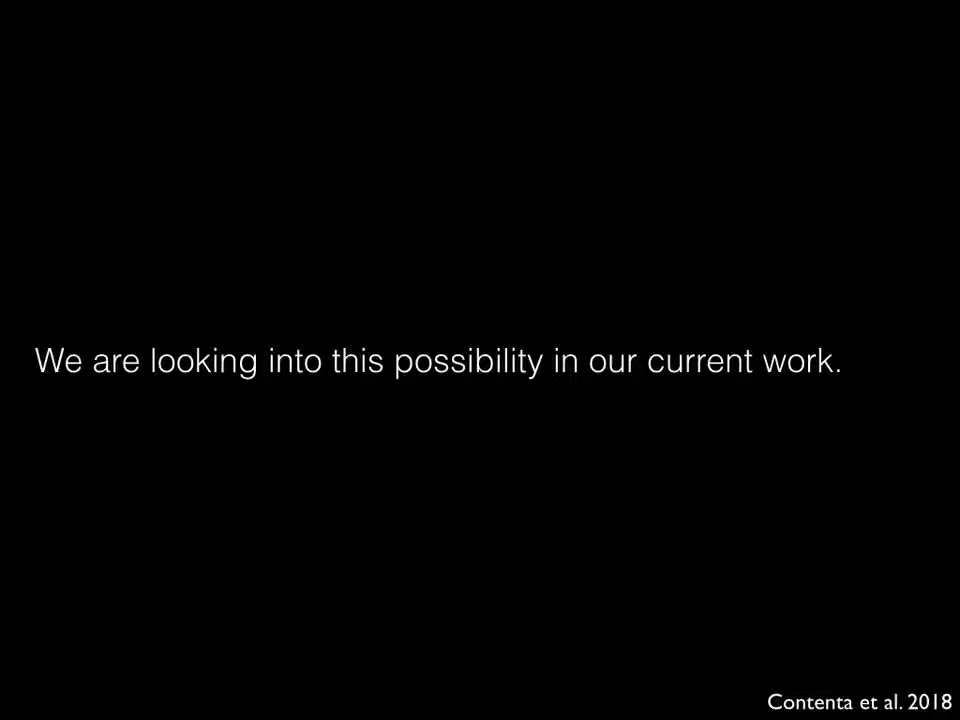 We are looking into this possibility in our current work.
Contenta et al. 2018